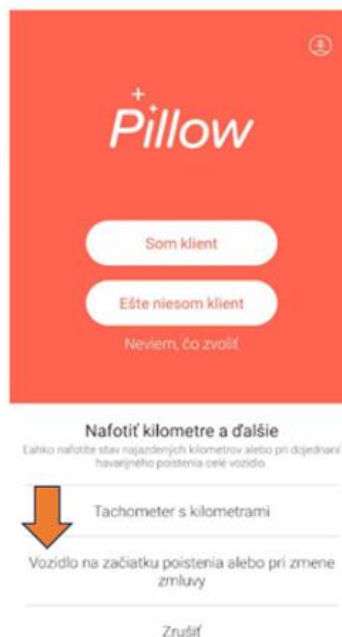 Pillow
Som klient
Ešte niesom klient
Neviem, čo zvoliť
Nafotiť kilometre a ďalšie
Ľahko nafotíte stav najazdených kilometrov alebo pri dojednaní
havarijného poistenia celé vozidlo.
Tachometer s kilometrami
Vozidlo na začiatku poistenia alebo pri zmene
zmluvy
Zrušiť